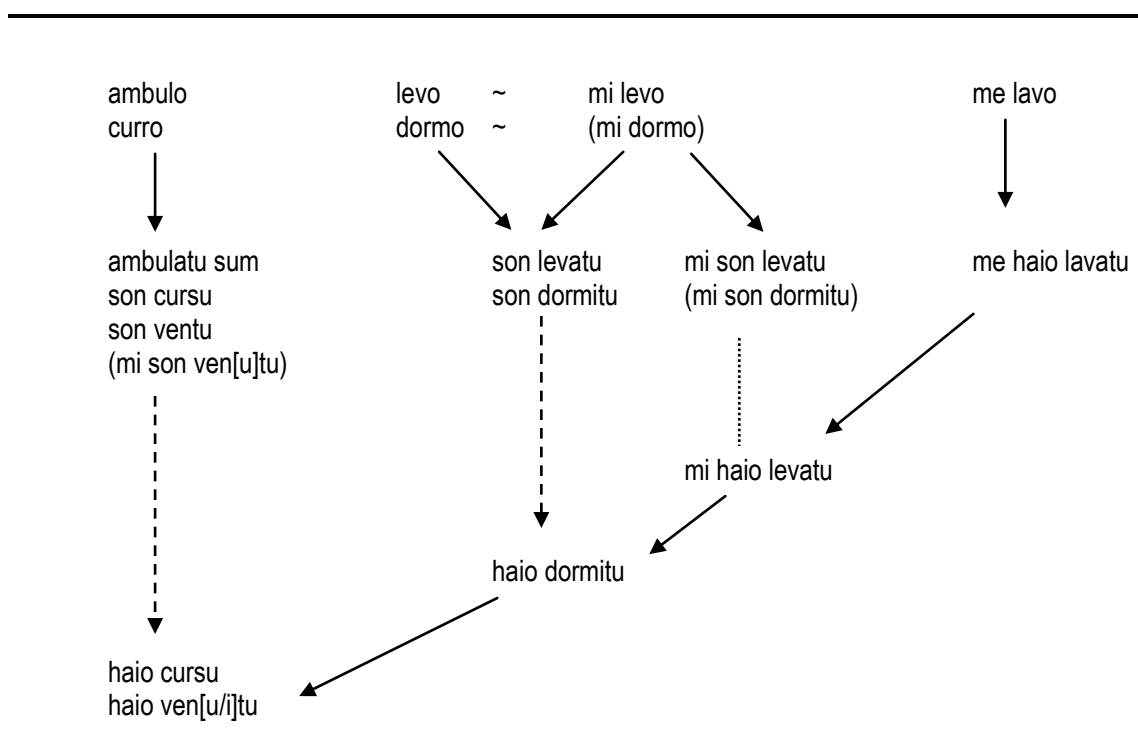 ambulo levo ~ mi levo me lavo
curro dormo ~ (mi dormo)
ambulatu sum son levatu mi son levatu me haio lavatu
son cursu son dormitu (mi son dormitu)
son ventu
(mi son ven[u]tu)
mi haio levatu
haio dormitu
haio cursu
haio ven[u/i]tu